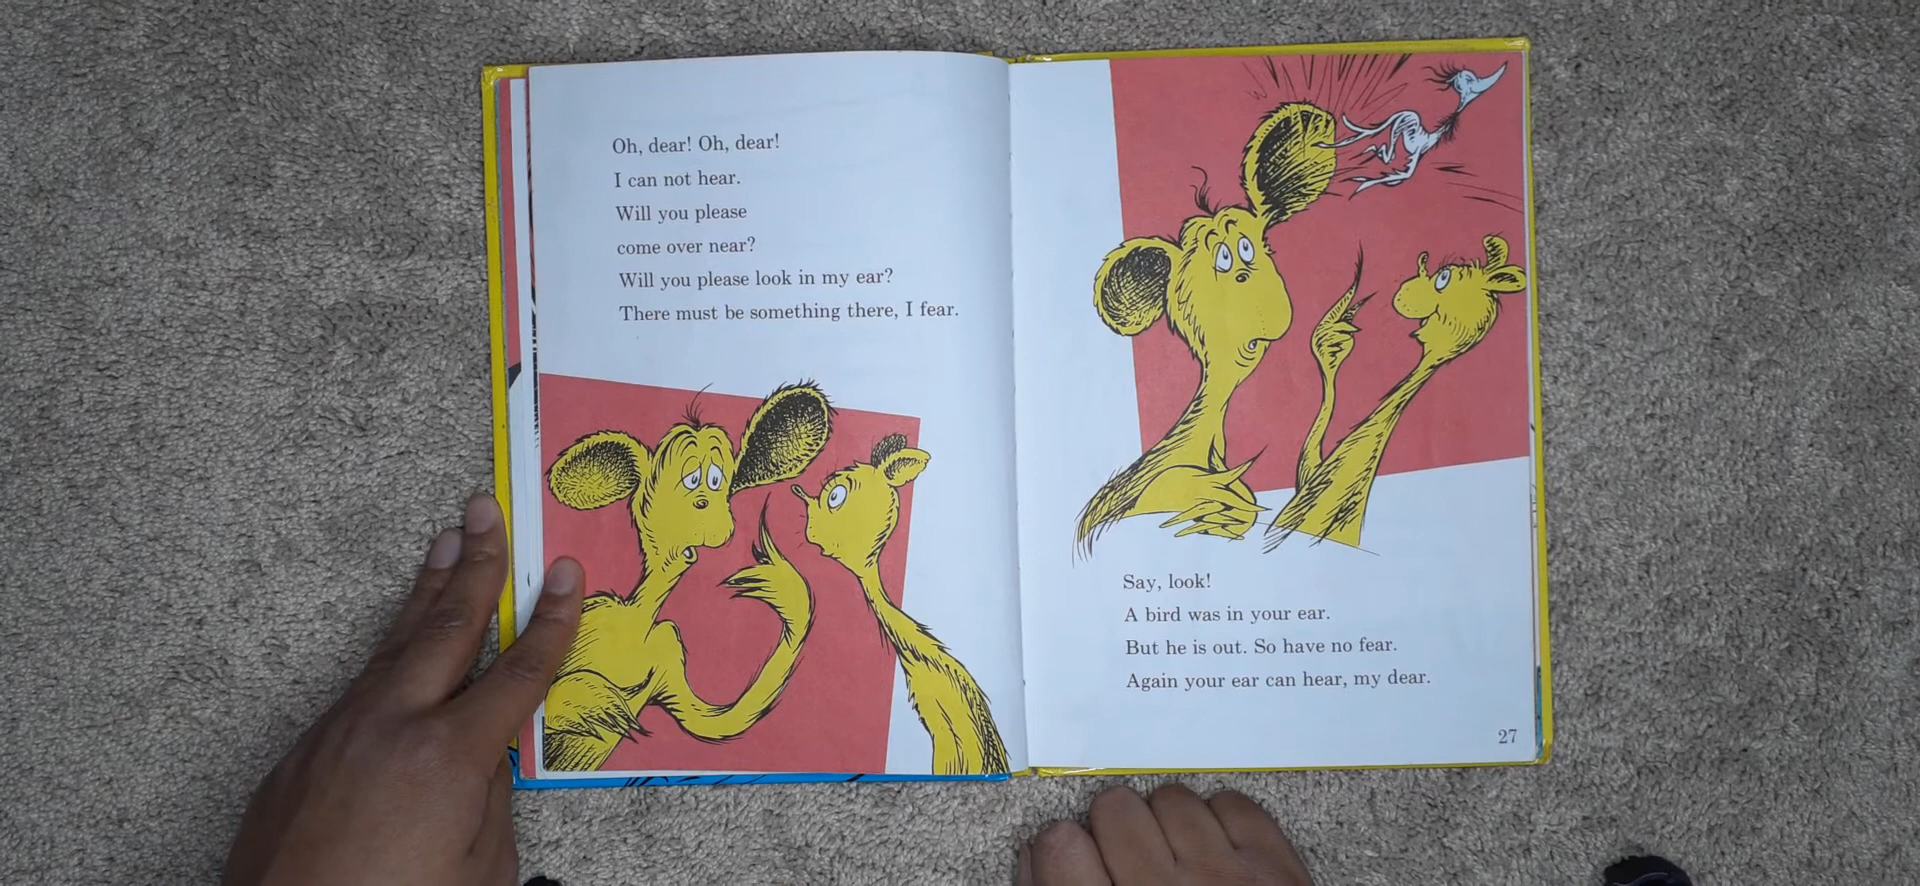 Oh, dear! Oh, dear!
I can not hear.
Will you please
come over near?
Will you please look in my ear?
There must be something there, I fear.
Say, look!
A bird was in your ear.
But he is out. So have no fear.
Again your ear can hear, my dear.
27